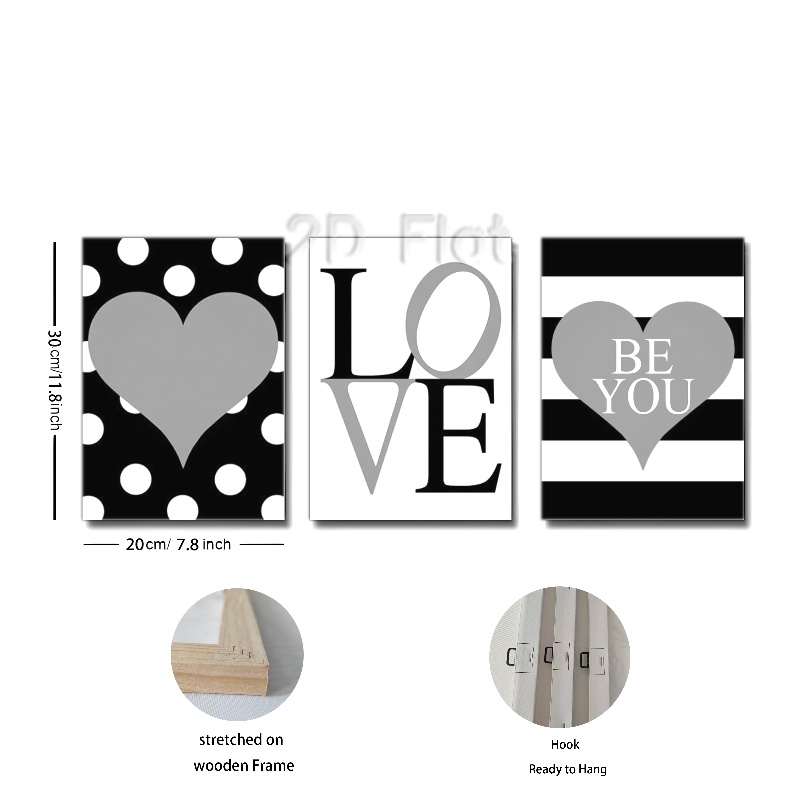 2D Flat
LO
VE
BE
YOU
30cm/11.8inch
20cm/ 7.8 inch
stretched on
wooden Frame
Hook
Ready to Hang